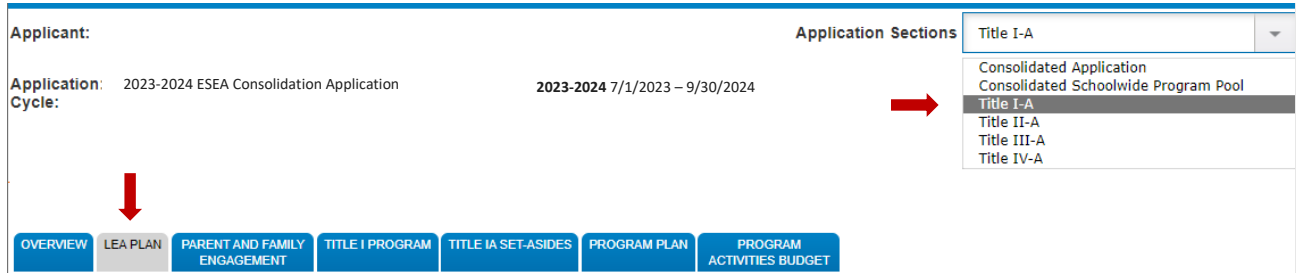 Applicant:
Application Sections
Title I-A
Application:
Cycle:
2023-2024 ESEA Consolidation Application
2023-2024 7/1/2023 – 9/30/2024
Consolidated Application
Consolidated Schoolwide Program Pool
Title I-A
Title II-A
Title III-A
Title IV-A
OVERVIEW
LEA PLAN
PARENT AND FAMILY
ENGAGEMENT
TITLE I PROGRAM
TITLE IA SET-ASIDES
PROGRAM PLAN
PROGRAM
ACTIVITIES BUDGET